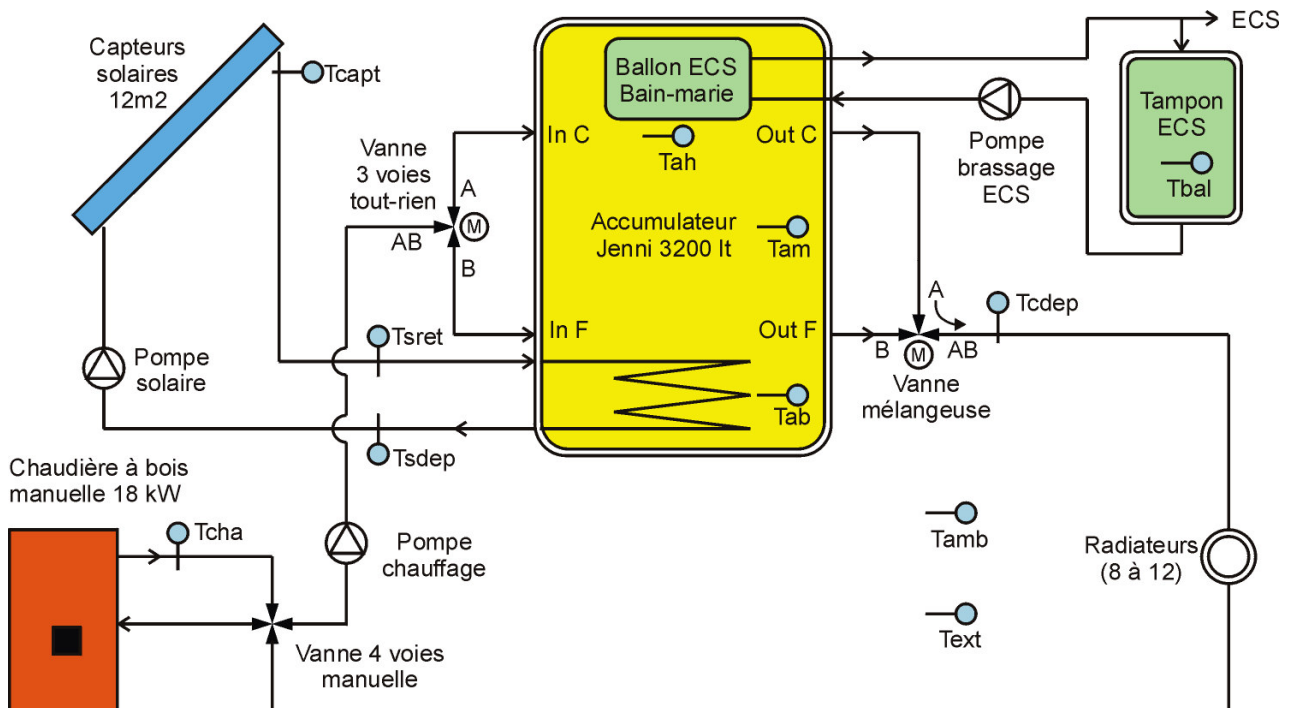 Capteurs
solaires
12m2
Tcapt
Ballon ECS
Bain-marie
ECS
Tampon
ECS
Tbal
Pompe
brassage
ECS
Vanne
3 voies
tout-rien
In C
Out C
Tah
A
M
AB
B
Accumulateur
Jenni 3200 lt
Tam
Tsret
In F
Out F
A
Tcdep
B
M
AB
Vanne
mélangeuse
Pompe
solaire
Tab
Tsdep
Chaudière à bois
manuelle 18 kW
Tcha
Pompe
chauffage
Vanne 4 voies
manuelle
Tamb
Text
Radiateurs
(8 à 12)